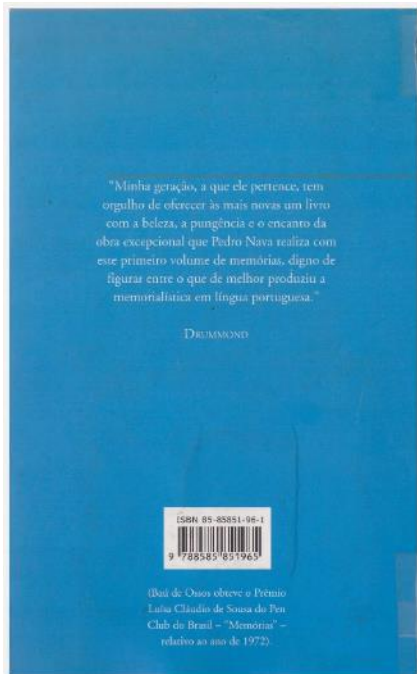 "Minha geração, a que ele pertence, tem
orgulho de oferecer às mais novas um livro
com a beleza, a pungência e o encanto da
obra excepcional que Pedro Nava realiza com
este primeiro volume de memórias, digno de
figurar entre o que de melhor produziu a
memorialística em língua portuguesa."
DRUMMOND
ISBN 85-85851-96-1
9 788585 851965
(Baú de Ossos obteve o Prêmio
Luísa Cláudio de Sousa do Pen
Club do Brasil – "Memórias" –
relativo ao ano de 1972).